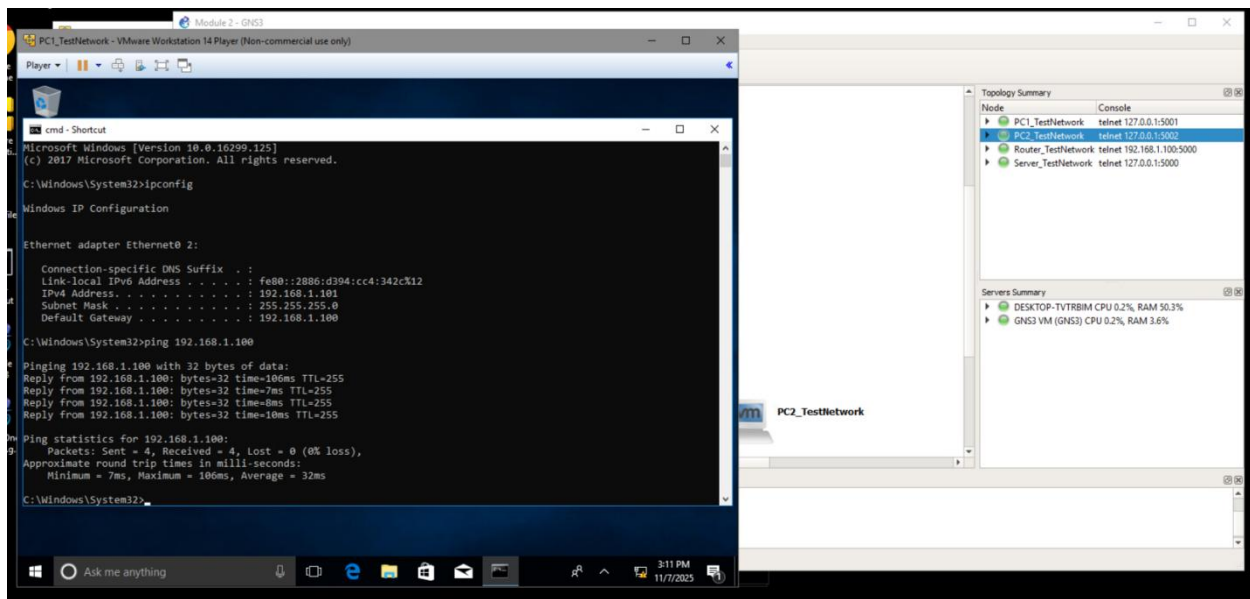 Module 2 - GNS3
PC1_TestNetwork - VMware Workstation 14 Player (Non-commercial use only)
Player
cmd - Shortcut
Microsoft Windows [Version 10.0.16299.125]
(c) 2017 Microsoft Corporation. All rights reserved.
C:\Windows\System32>ipconfig
Windows IP Configuration
Ethernet adapter Ethernet0 2:
Connection-specific DNS Suffix . :
Link-local IPv6 Address . . . . . : fe80::2886:d394:cc4:342c%12
IPv4 Address. . . . . . . . . . . : 192.168.1.101
Subnet Mask . . . . . . . . . . . : 255.255.255.0
Default Gateway . . . . . . . . . : 192.168.1.100
C:\Windows\System32>ping 192.168.1.100
Pinging 192.168.1.100 with 32 bytes of data:
Reply from 192.168.1.100: bytes=32 time=106ms TTL=255
Reply from 192.168.1.100: bytes=32 time=7ms TTL=255
Reply from 192.168.1.100: bytes=32 time=8ms TTL=255
Reply from 192.168.1.100: bytes=32 time=10ms TTL=255
Ping statistics for 192.168.1.100:
Packets: Sent = 4, Received = 4, Lost = 0 (0% loss),
Approximate round trip times in milli-seconds:
Minimum = 7ms, Maximum = 106ms, Average = 32ms
C:\Windows\System32>
Ask me anything
3:11 PM
11/7/2025
vm PC2_TestNetwork
Topology Summary
Node Console
PC1_TestNetwork telnet 127.0.0.1:5001
PC2_TestNetwork telnet 127.0.0.1:5002
Router_TestNetwork telnet 192.168.1.100:5000
Server_TestNetwork telnet 127.0.0.1:5000
Servers Summary
DESKTOP-TVTRBIM CPU 0.2%, RAM 50.3%
GNS3 VM (GNS3) CPU 0.2%, RAM 3.6%